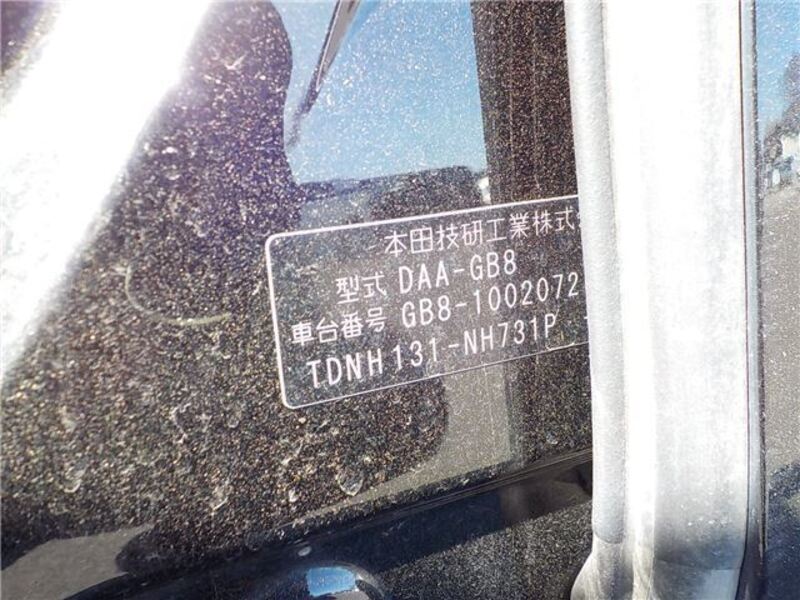 本田技研工業株式
型式 DAA-GB8
車台番号 GB8-1002072
TDNH131-NH731P